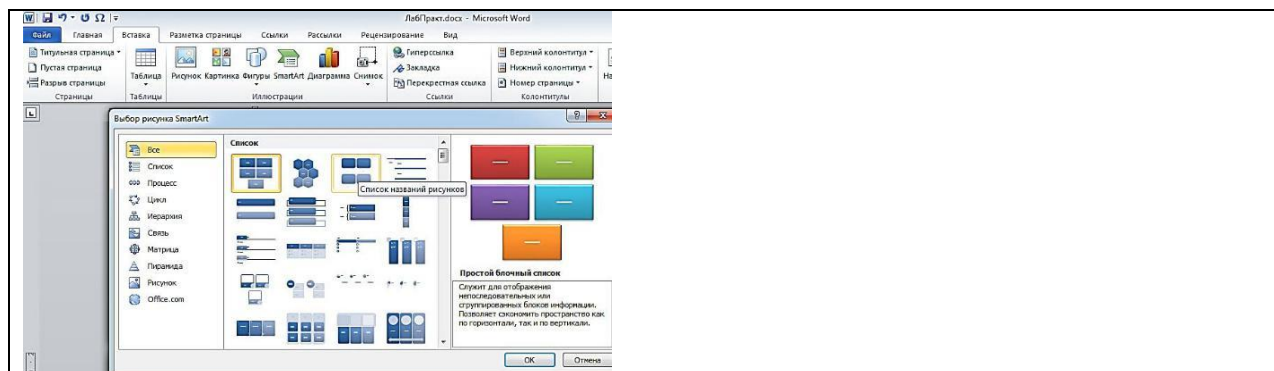 ЛабПракт.docx - Microsoft Word
Файл Главная Вставка Разметка страницы Ссылки Рассылки Рецензирование Вид
Титульная страница
Пустая страница
Разрыв страницы
Страницы
Таблица
Таблицы
Рисунок Картинка Фигуры SmartArt Диаграмма Снимок
Иллюстрации
Гиперссылка
Закладка
Перекрестная ссылка
Ссылки
Верхний колонтитул
Нижний колонтитул
Номер страницы
Колонтитулы
На
Выбор рисунка SmartArt
Все
Список
Процесс
Цикл
Иерархия
Связь
Матрица
Пирамида
Рисунок
Office.com
Список
Список названий рисунков
Простой блочный список
Служит для отображения
непоследовательных или
сгруппированных блоков информации.
Позволяет сэкономить пространство как
по горизонтали, так и по вертикали.
ОК Отмена